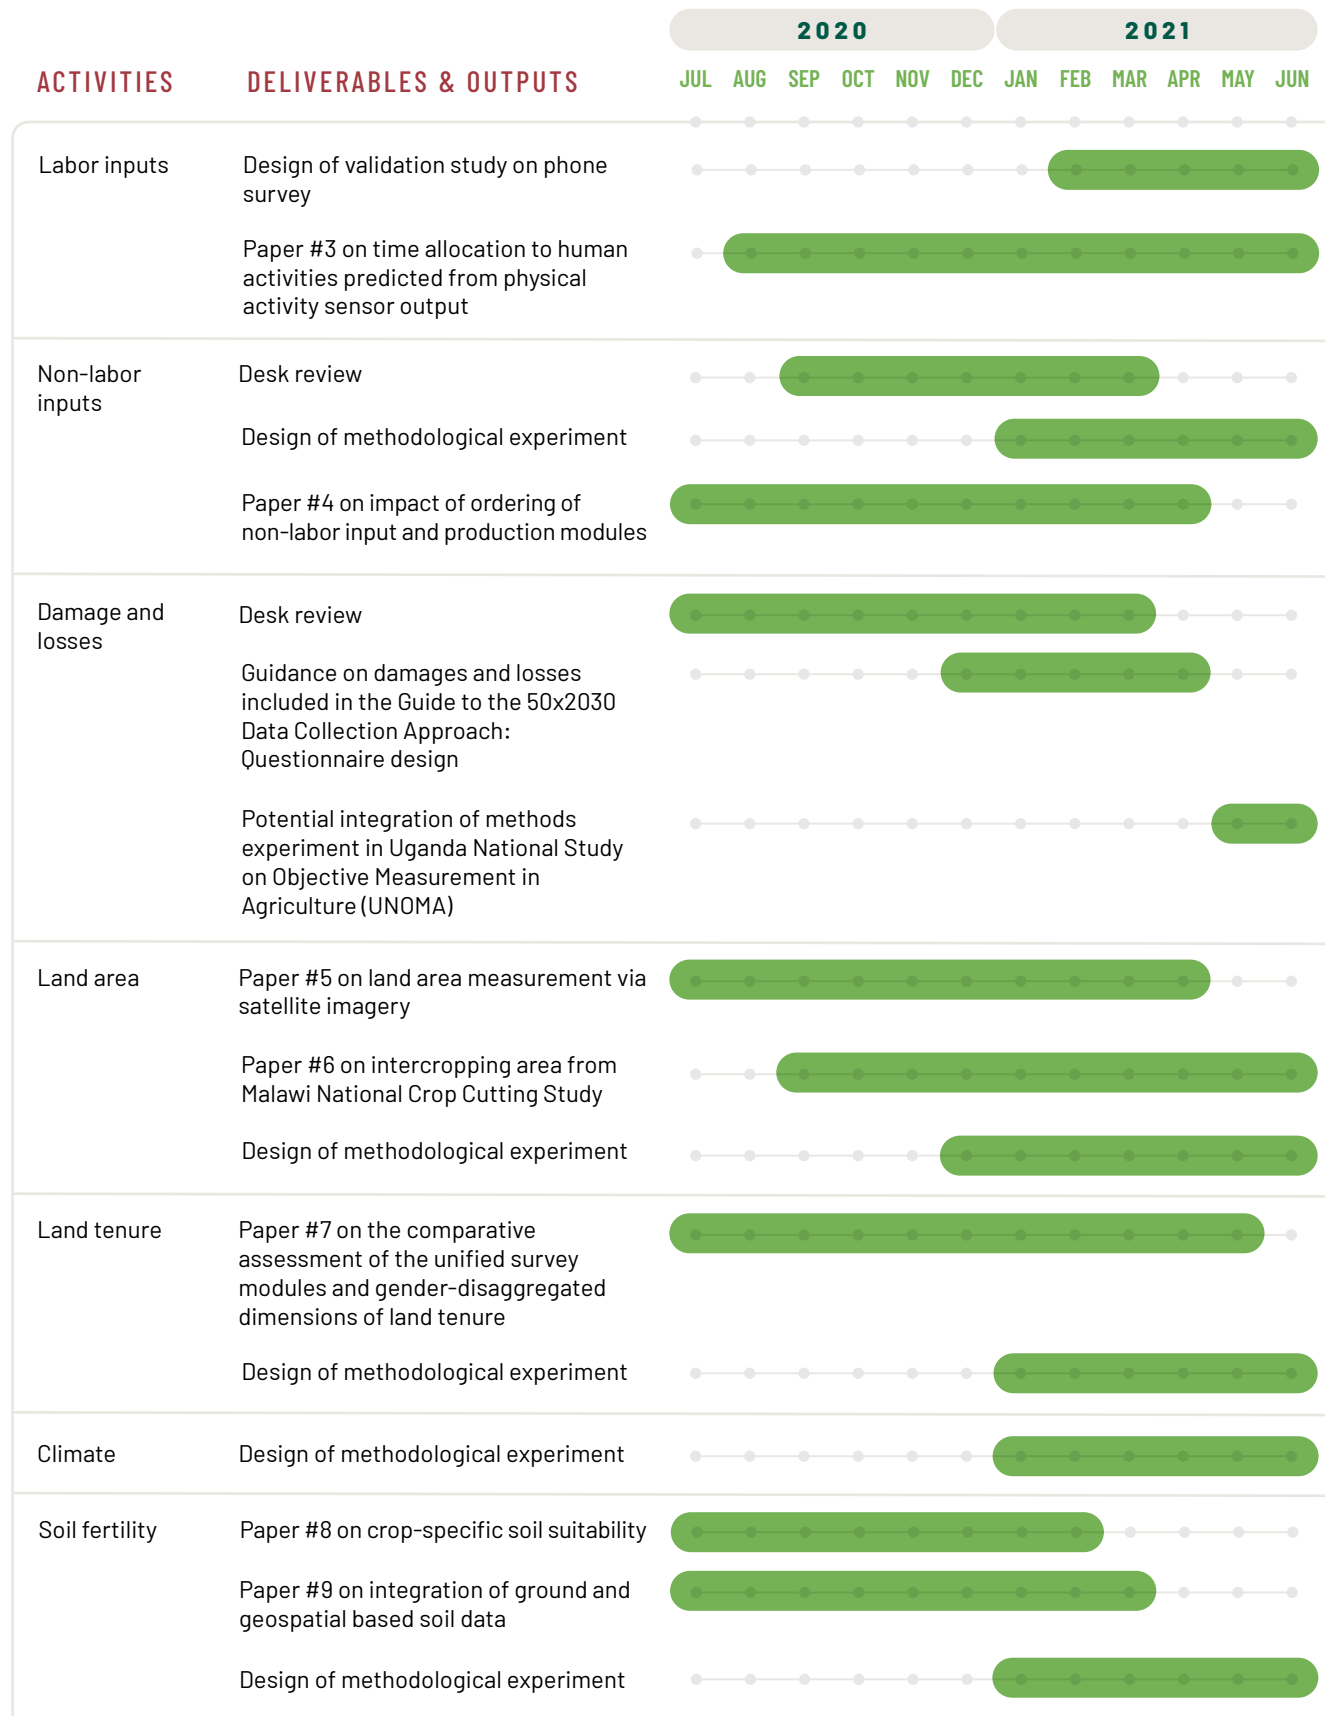 2020 2021
ACTIVITIES DELIVERABLES & OUTPUTS JUL AUG SEP OCT NOV DEC JAN FEB MAR APR MAY JUN
Labor inputs
Design of validation study on phone
survey
Paper #3 on time allocation to human
activities predicted from physical
activity sensor output
Non-labor
inputs
Desk review
Design of methodological experiment
Paper #4 on impact of ordering of
non-labor input and production modules
Damage and
losses
Desk review
Guidance on damages and losses
included in the Guide to the 50x2030
Data Collection Approach:
Questionnaire design
Potential integration of methods
experiment in Uganda National Study
on Objective Measurement in
Agriculture (UNOMA)
Land area
Paper #5 on land area measurement via
satellite imagery
Paper #6 on intercropping area from
Malawi National Crop Cutting Study
Design of methodological experiment
Land tenure
Paper #7 on the comparative
assessment of the unified survey
modules and gender-disaggregated
dimensions of land tenure
Design of methodological experiment
Climate
Design of methodological experiment
Soil fertility
Paper #8 on crop-specific soil suitability
Paper #9 on integration of ground and
geospatial based soil data
Design of methodological experiment